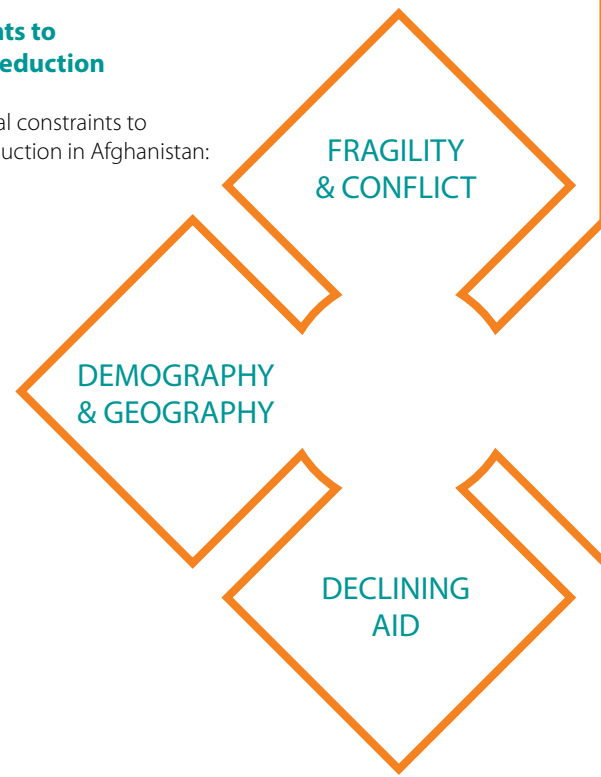 nts to
eduction
al constraints to
uction in Afghanistan:
FRAGILITY
& CONFLICT
DEMOGRAPHY
& GEOGRAPHY
DECLINING
AID